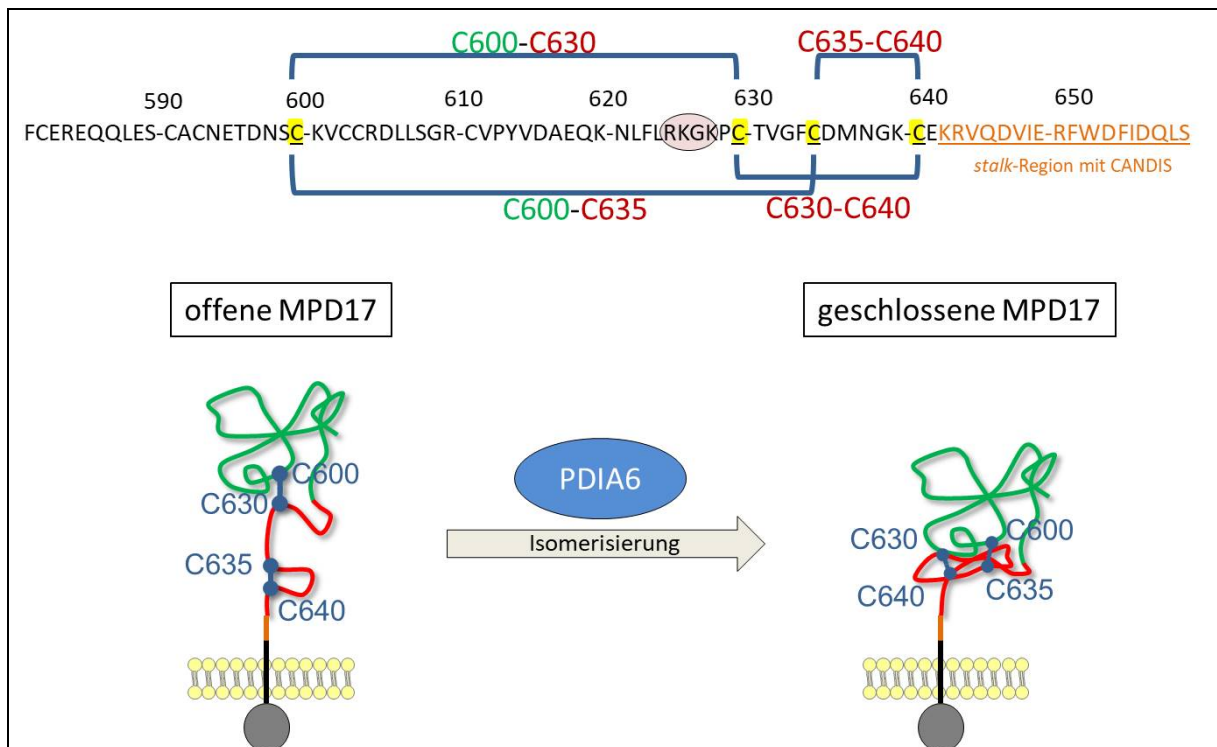 C600-C630 C635-C640
590 600 610 620 630 640 650
FCEREQQLES-CACNETDNSC-KVCCRDLLSGR-CVPYVDAEQK-NLFLRKGKPC-TVGFCDMNGK-CEKRVQDVIE-RFWDFIDQLS
stalk-Region mit CANDIS
C600-C635 C630-C640
offene MPD17 geschlossene MPD17
PDIA6
Isomerisierung
C600
C630
C635
C640
C630 C600
C640 C635